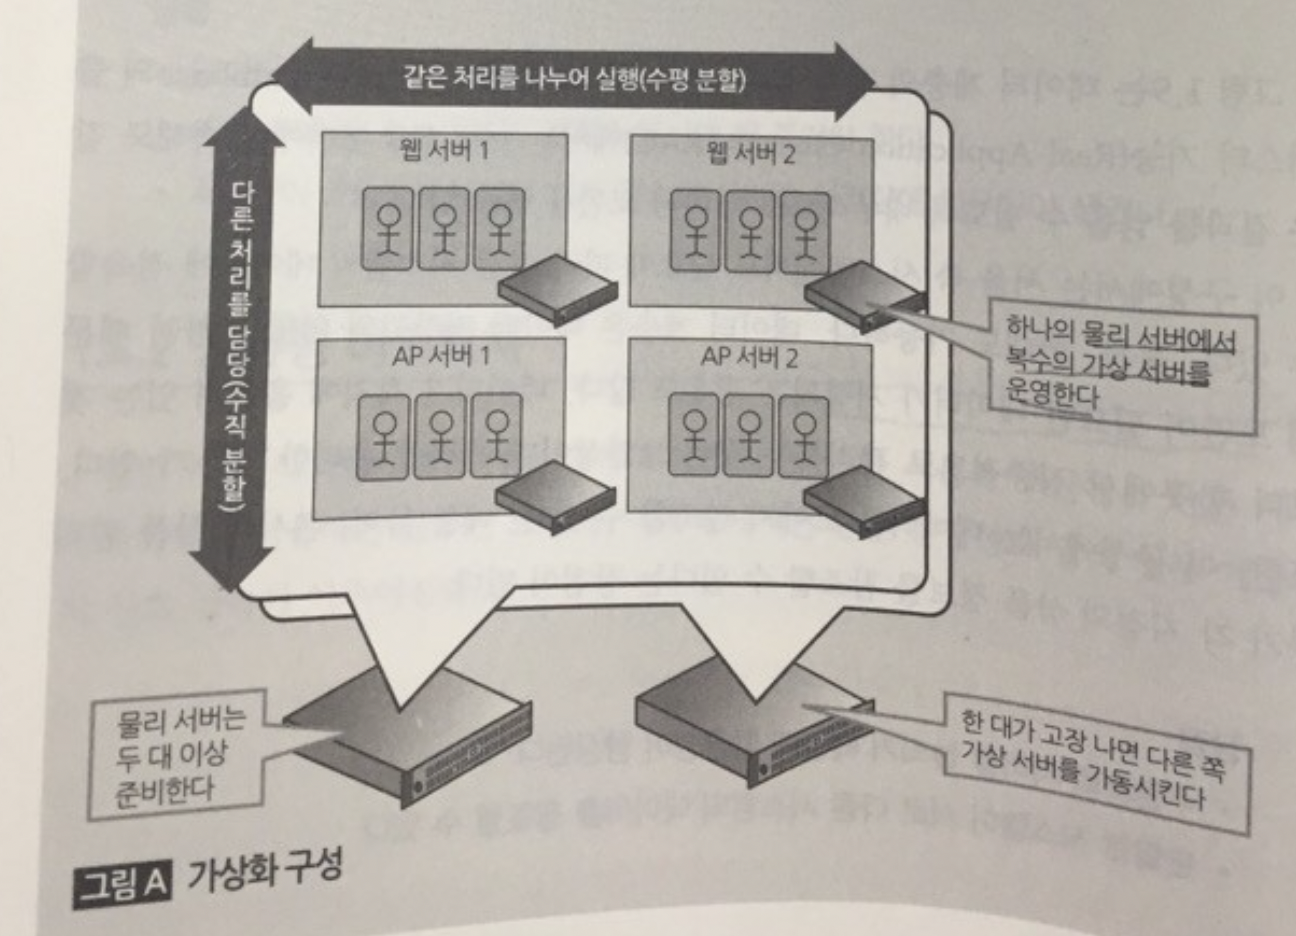 같은 처리를 나누어 실행(수평 분할)
다른 처리를 담당(수직 분할)
웹 서버 1
웹 서버 2
AP 서버 1
AP 서버 2
하나의 물리 서버에서
복수의 가상 서버를
운영한다
물리 서버는
두 대 이상
준비한다
한 대가 고장 나면 다른 쪽
가상 서버를 가동시킨다
그림 A 가상화 구성